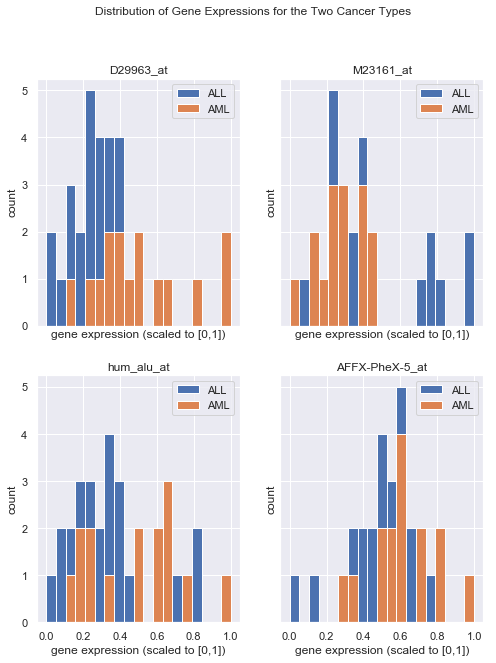 Distribution of Gene Expressions for the Two Cancer Types
D29963_at
M23161_at
ALL
AML
ALL
AML
5
4
3
2
1
0
count
count
gene expression (scaled to [0,1])
gene expression (scaled to [0,1])
hum_alu_at
AFFX-PheX-5_at
ALL
AML
ALL
AML
5
4
3
2
1
0
count
count
0.0 0.2 0.4 0.6 0.8 1.0
0.0 0.2 0.4 0.6 0.8 1.0
gene expression (scaled to [0,1])
gene expression (scaled to [0,1])